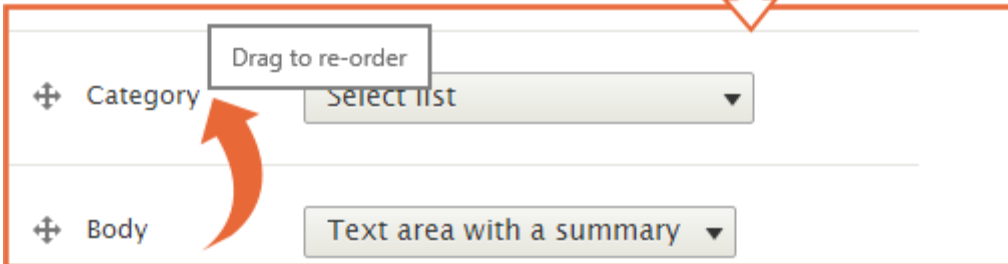 Drag to re-order
Category
Select list
Body
Text area with a summary